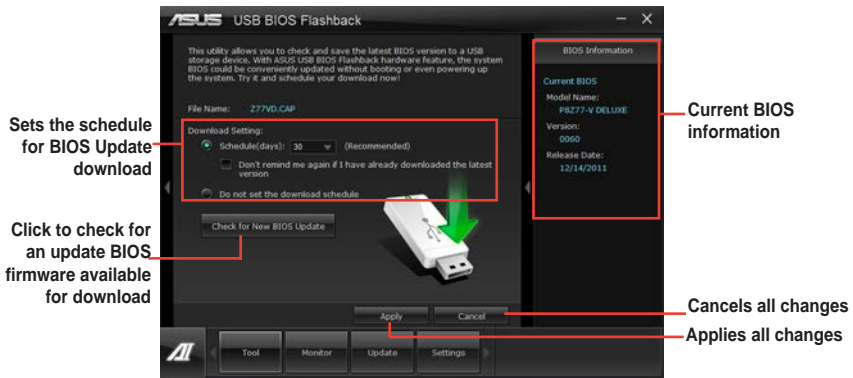 ASUS USB BIOS Flashback
This utility allows you to check and save the latest BIOS version to a USB
storage device. With ASUS USB BIOS Flashback hardware feature, the system
BIOS could be conveniently updated without booting or even powering up
the system. Try it and schedule your download now!
File Name: Z77VD.CAP
Download Setting:
Schedule(days): 30 (Recommended)
Don't remind me again if I have already downloaded the latest
version
Do not set the download schedule
Check for New BIOS Update
Apply
Cancel
Tool
Monitor
Update
Settings
BIOS Information
Current BIOS
Model Name:
P8Z77-V DELUXE
Version:
0060
Release Date:
12/14/2011
Sets the schedule
for BIOS Update
download
Click to check for
an update BIOS
firmware available
for download
Current BIOS
information
Cancels all changes
Applies all changes